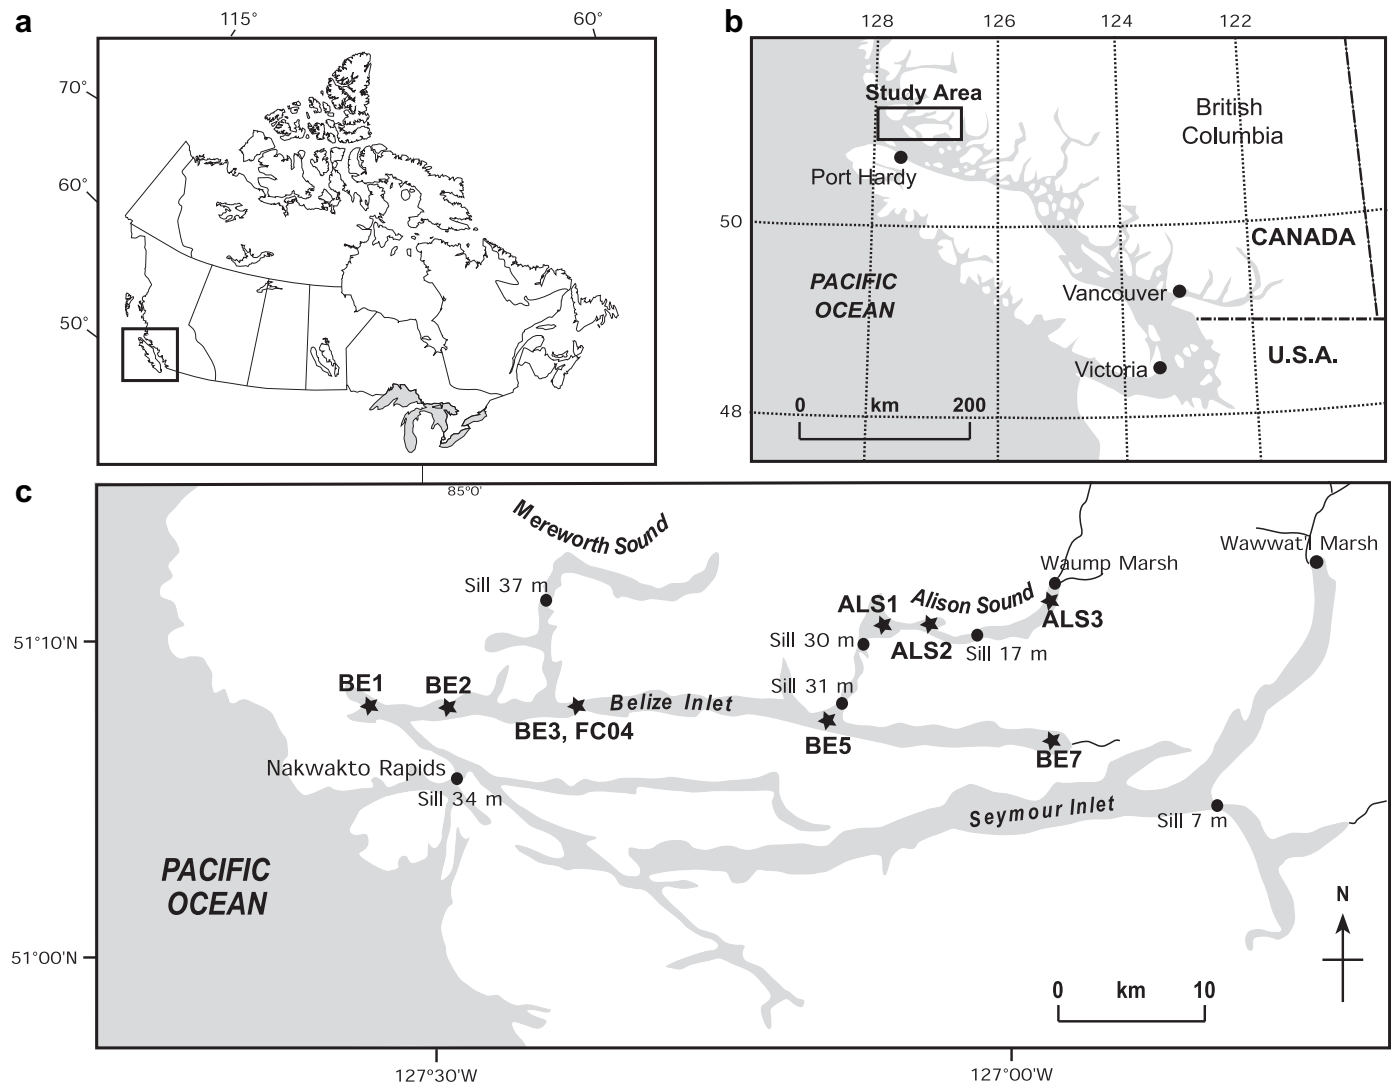 a
115°
60°
70°
60°
50°
85°0'
b
128
126
124
122
Study Area
British
Columbia
Port Hardy
50
CANADA
PACIFIC
OCEAN
Vancouver
U.S.A.
Victoria
0 km 200
48
c
Mereworth Sound
Wawwat'l Marsh
Waump Marsh
Sill 37 m
Alison Sound
ALS1
ALS3
51°10'N
Sill 30 m
ALS2
Sill 17 m
BE1
BE2
Sill 31 m
Belize Inlet
BE3, FC04
BE5
BE7
Nakwakto Rapids
Sill 34 m
Seymour Inlet
Sill 7 m
PACIFIC
OCEAN
N
51°00'N
0 km 10
127°30'W
127°00'W